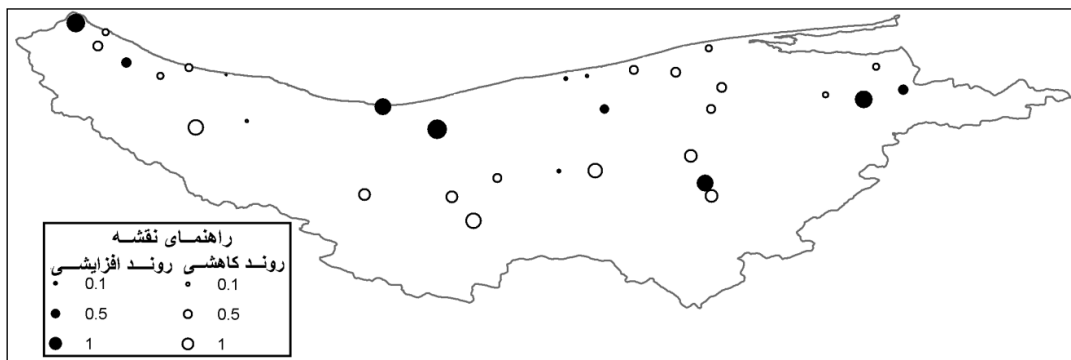 راهنمای نقشه
روند کاهشی روند افزایشی
0.1 0.1
0.5 0.5
1 1